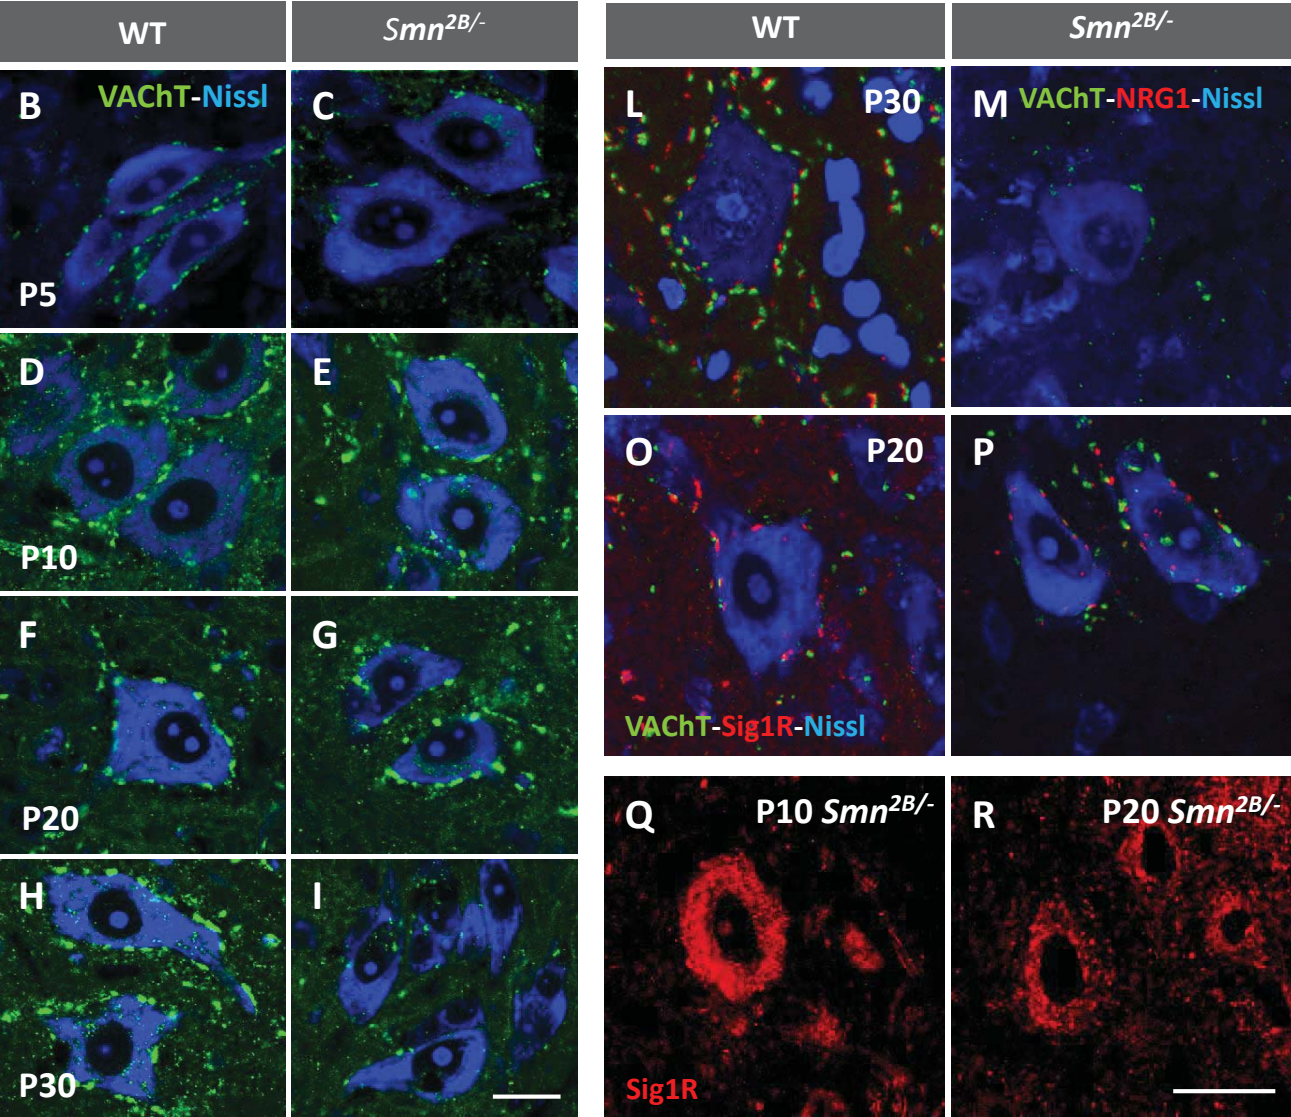 WT
Smn2B/-
B VAChT-Nissl
P5
C
D
P10
E
F
P20
G
H
P30
I
WT
Smn2B/-
L P30
M VAChT-NRG1-Nissl
O P20
VAChT-Sig1R-Nissl
P
Q P10 Smn2B/-
Sig1R
R P20 Smn2B/-